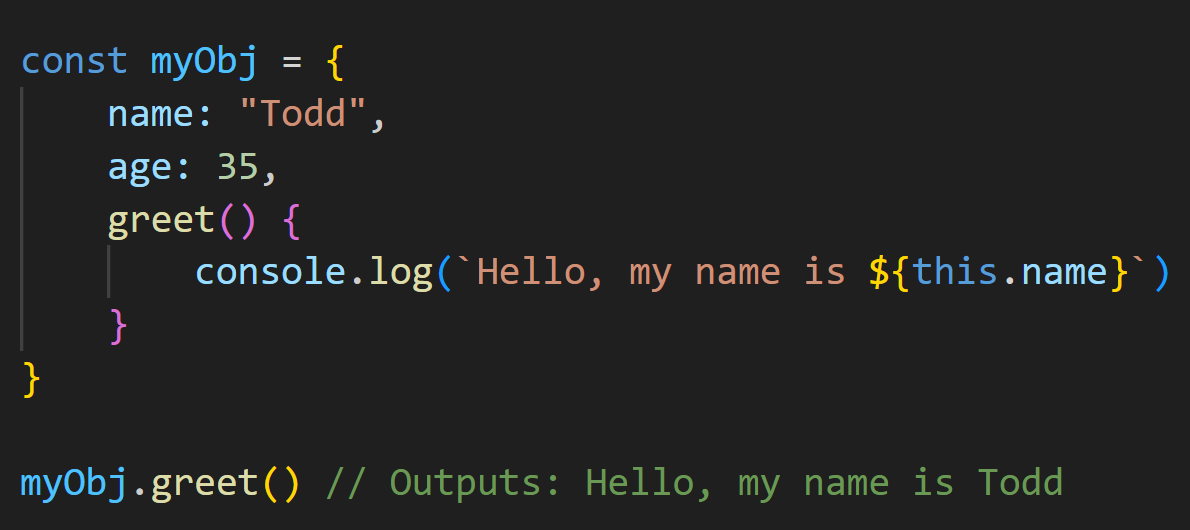 const myObj = {
    name: "Todd",
    age: 35,
    greet() {
        console.log(`Hello, my name is ${this.name}`)
    }
}

myObj.greet() // Outputs: Hello, my name is Todd